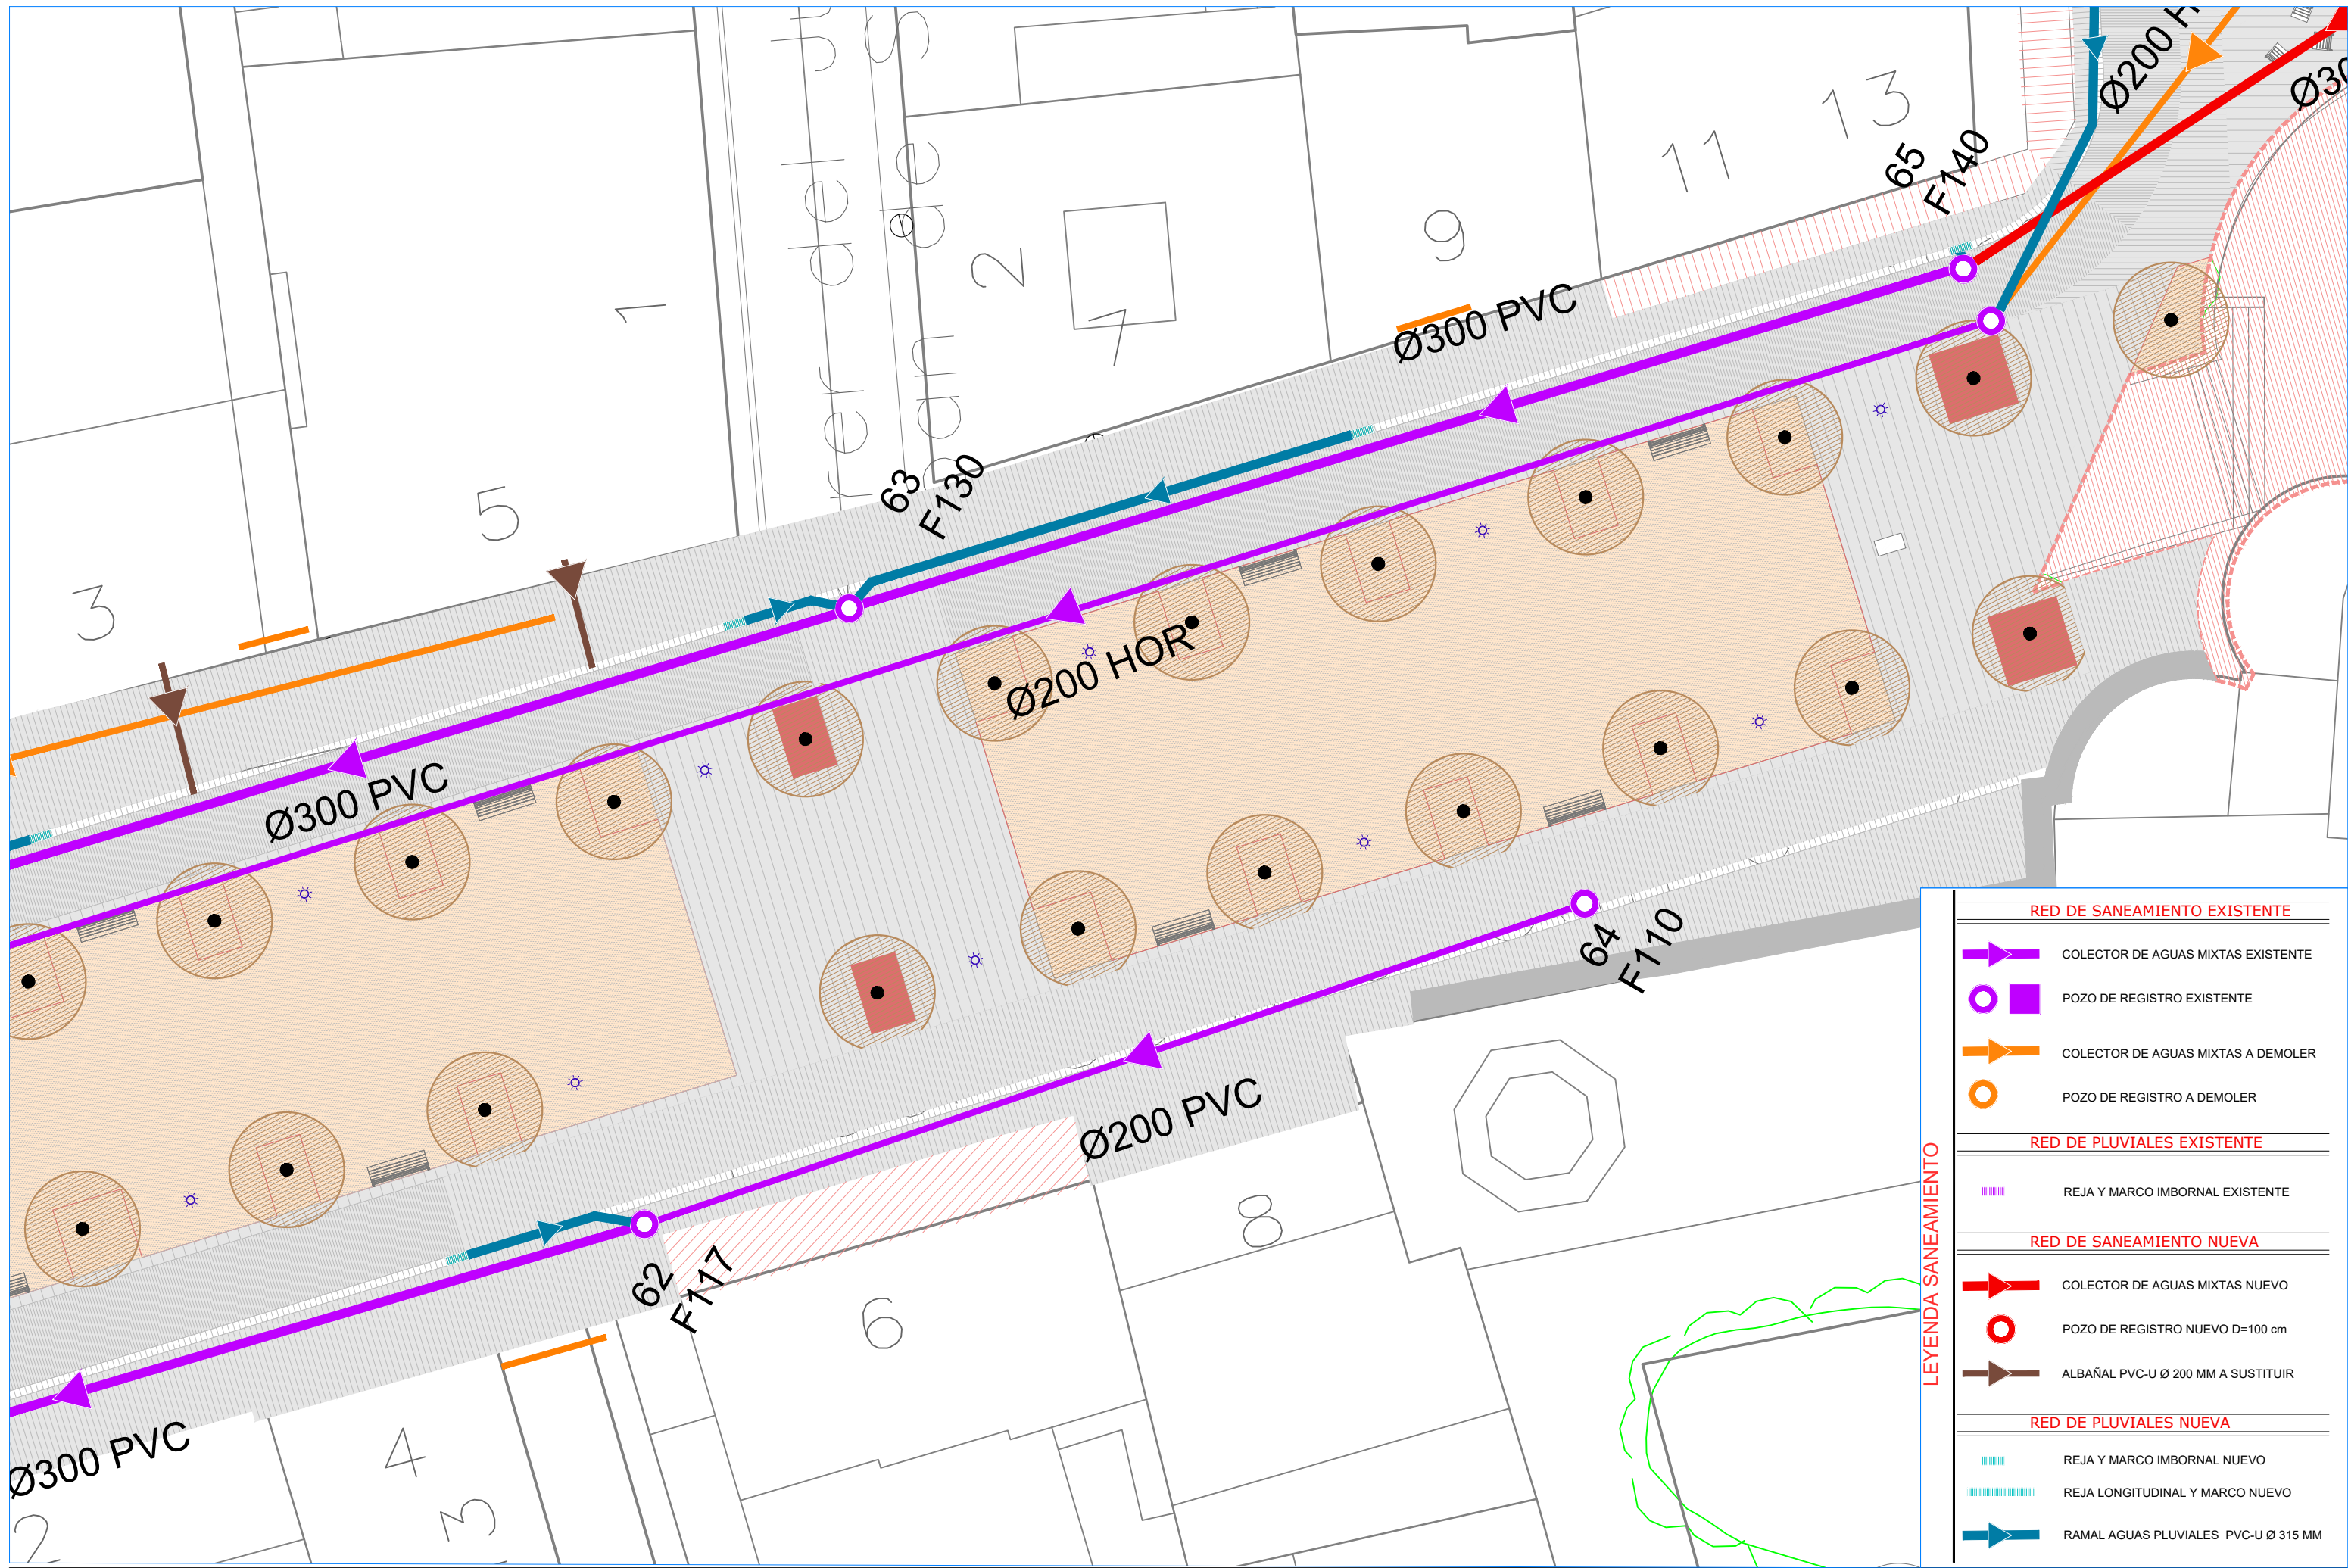 Ø200 H
Ø30
13
11
65
F140
9
2
7
1
Ø300 PVC
63
F130
5
3
Ø200 HOR
Ø300 PVC
64
F110
Ø200 PVC
8
62
F117
6
4
3
Ø300 PVC
2
LEYENDA SANEAMIENTO
RED DE SANEAMIENTO EXISTENTE
COLECTOR DE AGUAS MIXTAS EXISTENTE
POZO DE REGISTRO EXISTENTE
COLECTOR DE AGUAS MIXTAS A DEMOLER
POZO DE REGISTRO A DEMOLER
RED DE PLUVIALES EXISTENTE
REJA Y MARCO IMBORNAL EXISTENTE
RED DE SANEAMIENTO NUEVA
COLECTOR DE AGUAS MIXTAS NUEVO
POZO DE REGISTRO NUEVO D=100 cm
ALBAÑAL PVC-U Ø 200 MM A SUSTITUIR
RED DE PLUVIALES NUEVA
REJA Y MARCO IMBORNAL NUEVO
REJA LONGITUDINAL Y MARCO NUEVO
RAMAL AGUAS PLUVIALES PVC-U Ø 315 MM